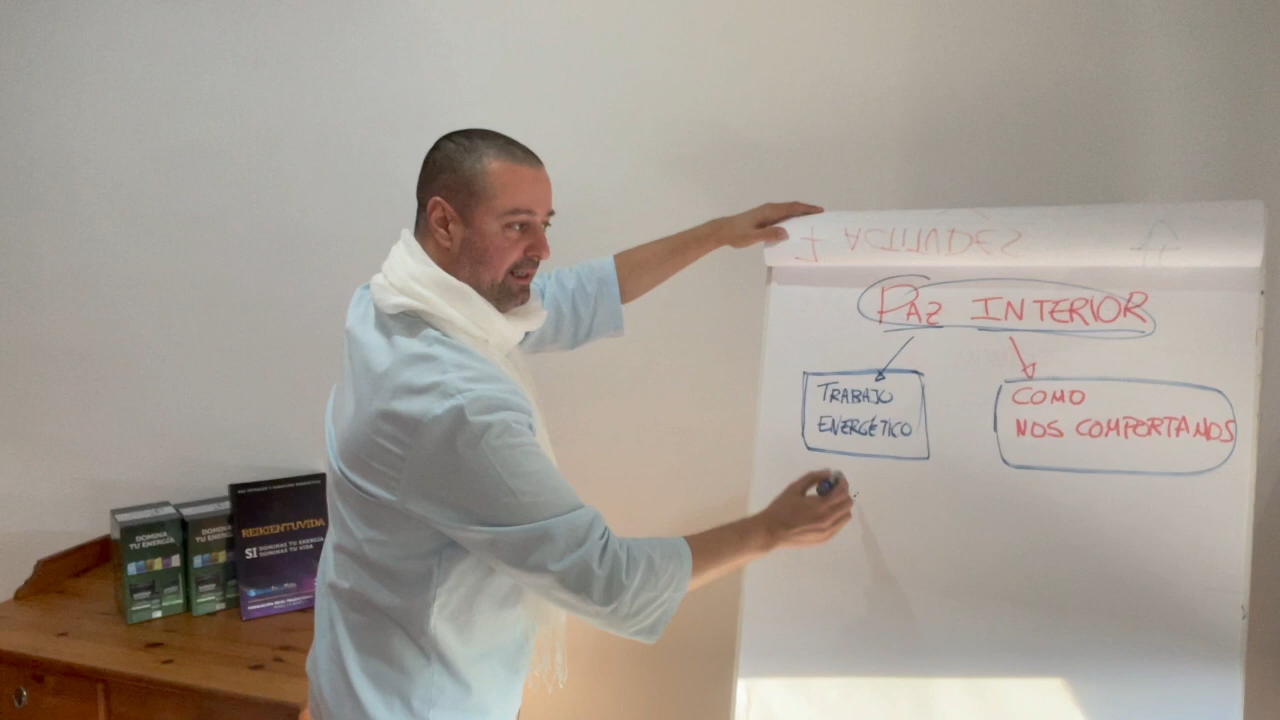 ACTITUDES
PAZ INTERIOR
TRABAJO
ENERGÉTICO
COMO
NOS COMPORTAMOS
DOMINA
TU ENERGÍA
DOMINA
TU ENERGÍA
REIKIENTUVIDA
SI DOMINAS TU ENERGÍA
DOMINAS TU VIDA